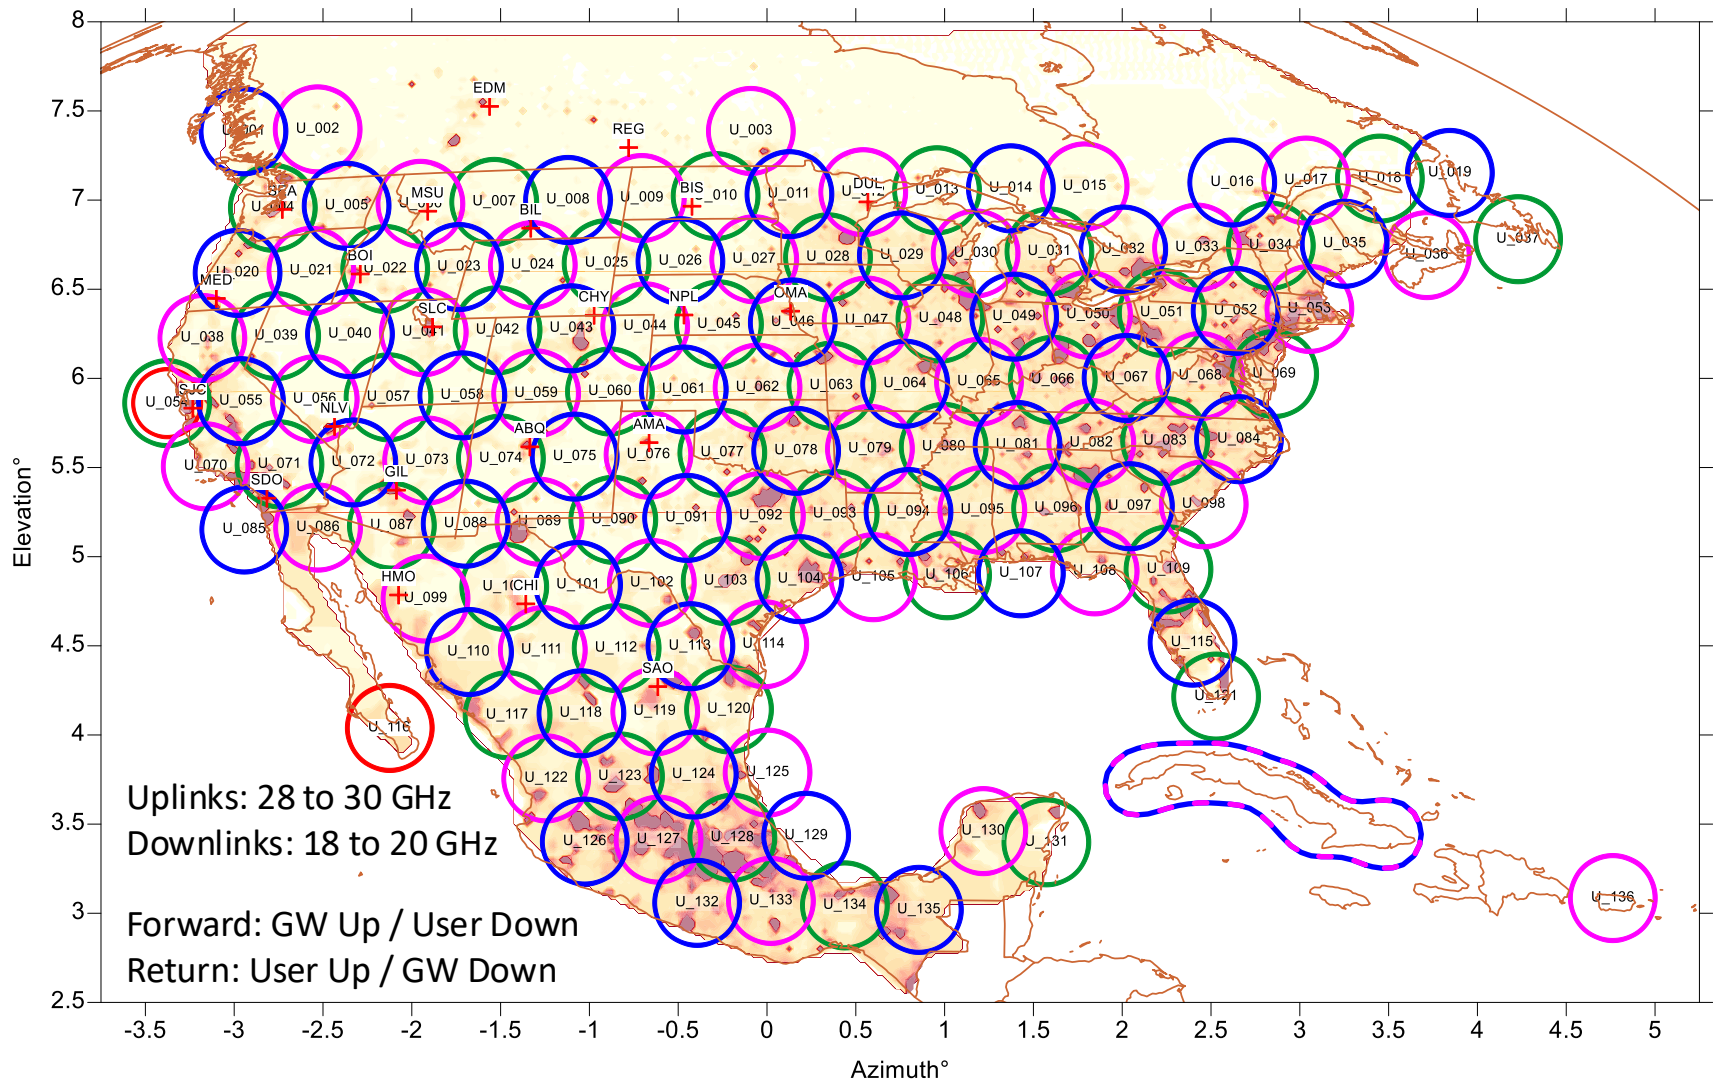 8
7.5
7
6.5
6
5.5
5
4.5
4
3.5
3
2.5
Elevation°
EDM
REG
U_001 U_002 U_003
SEA MSU BIS DUL
U_004 U_005 U_007 U_008 U_009 U_010 U_011 U_013 U_014 U_015 U_016 U_017 U_018 U_019
BIL
U_020 U_021 BOI U_022 U_023 U_024 U_025 U_026 U_027 U_028 U_029 U_030 U_031 U_032 U_033 U_034 U_035 U_036 U_037
MED SLC CHY NPL OMA
U_038 U_039 U_040 U_041 U_042 U_043 U_044 U_045 U_046 U_047 U_048 U_049 U_050 U_051 U_052 U_053
SJC NLV
U_054 U_055 U_056 U_057 U_058 U_059 U_060 U_061 U_062 U_063 U_064 U_065 U_066 U_067 U_068 U_069
ABQ AMA
U_070 U_071 U_072 U_073 U_074 U_075 U_076 U_077 U_078 U_079 U_080 U_081 U_082 U_083 U_084
SDO GIL
U_085 U_086 U_087 U_088 U_089 U_090 U_091 U_092 U_093 U_094 U_095 U_096 U_097 U_098
HMO CHI
U_099 U_101 U_102 U_103 U_104 U_105 U_106 U_107 U_108 U_109
U_110 U_111 U_112 U_113 U_114 U_115
SAO
U_116 U_117 U_118 U_119 U_120 U_121
U_122 U_123 U_124 U_125
U_126 U_127 U_128 U_129 U_130 U_131
U_132 U_133 U_134 U_135 U_136
Uplinks: 28 to 30 GHz
Downlinks: 18 to 20 GHz
Forward: GW Up / User Down
Return: User Up / GW Down
-3.5 -3 -2.5 -2 -1.5 -1 -0.5 0 0.5 1 1.5 2 2.5 3 3.5 4 4.5 5
Azimuth°